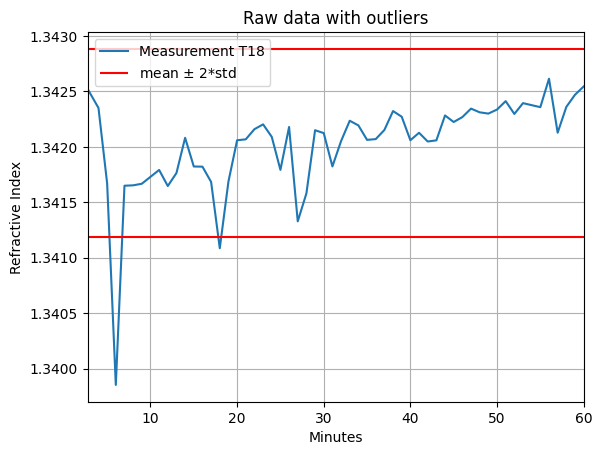 Raw data with outliers
Measurement T18
mean ± 2*std
Refractive Index
1.3430
1.3425
1.3420
1.3415
1.3410
1.3405
1.3400
10 20 30 40 50 60
Minutes